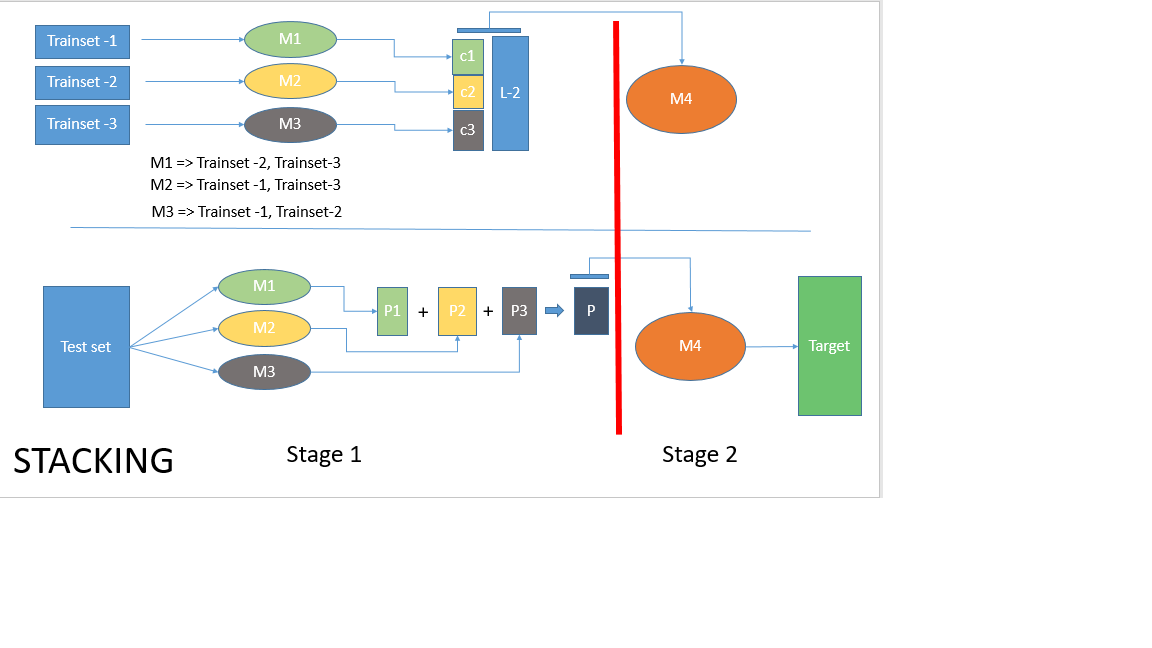 Trainset -1
M1
c1
Trainset -2
M2
c2
L-2
M4
Trainset -3
M3
c3
M1 => Trainset -2, Trainset-3
M2 => Trainset -1, Trainset-3
M3 => Trainset -1, Trainset-2
Test set
M1
M2
M3
P1
+
P2
+
P3
P
M4
Target
STACKING
Stage 1
Stage 2